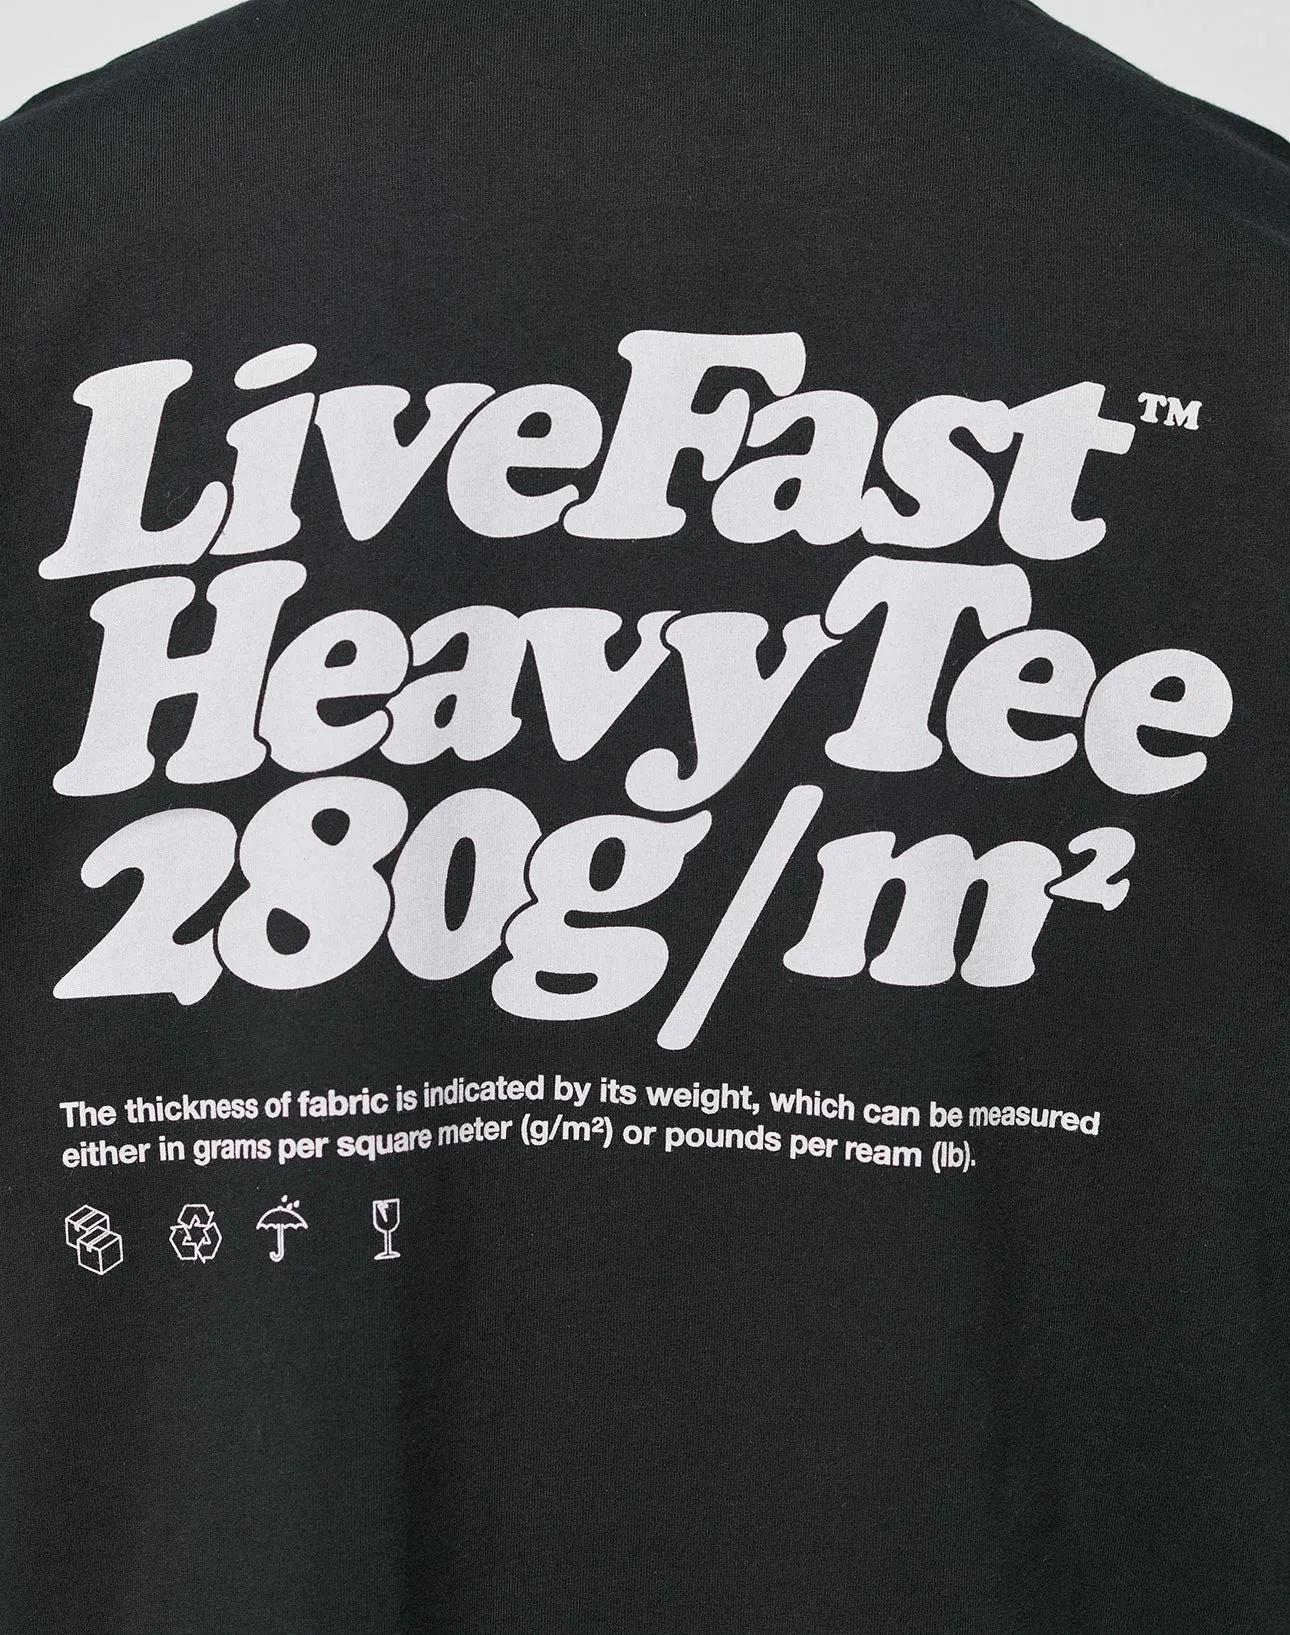 LiveFast™
HeavyTee
280g/m²
The thickness of fabric is indicated by its weight, which can be measured
either in grams per square meter (g/m²) or pounds per ream (lb).